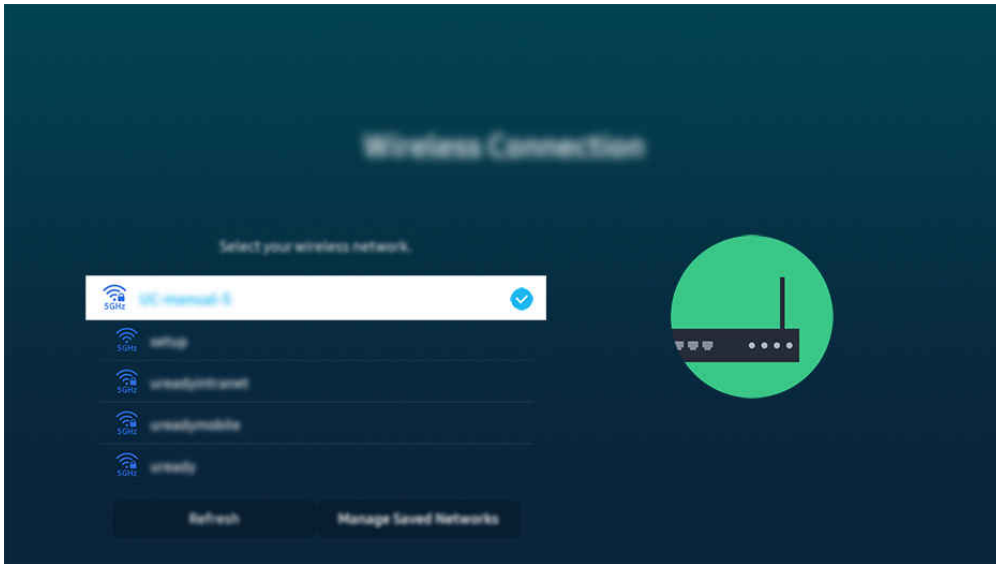 Wireless Connection
Select your wireless network.
5GHz UC-manual-5
5GHz setup
5GHz ureadyintranet
5GHz ureadymobile
5GHz uready
Refresh Manage Saved Networks